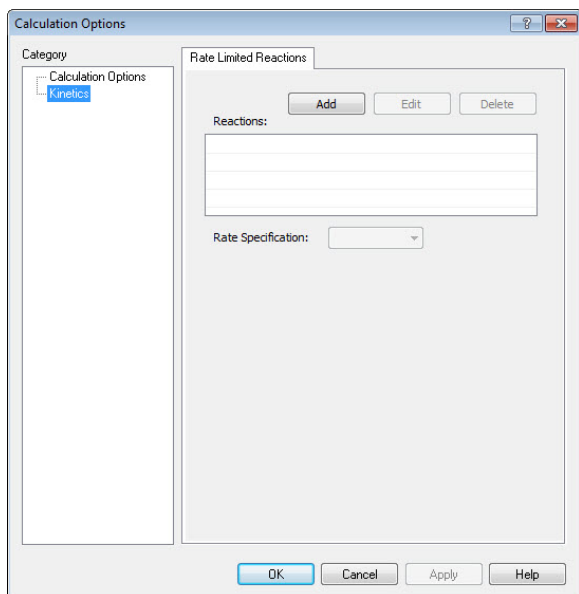 Calculation Options
Category
Calculation Options
Kinetics
Rate Limited Reactions
Add Edit Delete
Reactions:
Rate Specification:
OK Cancel Apply Help